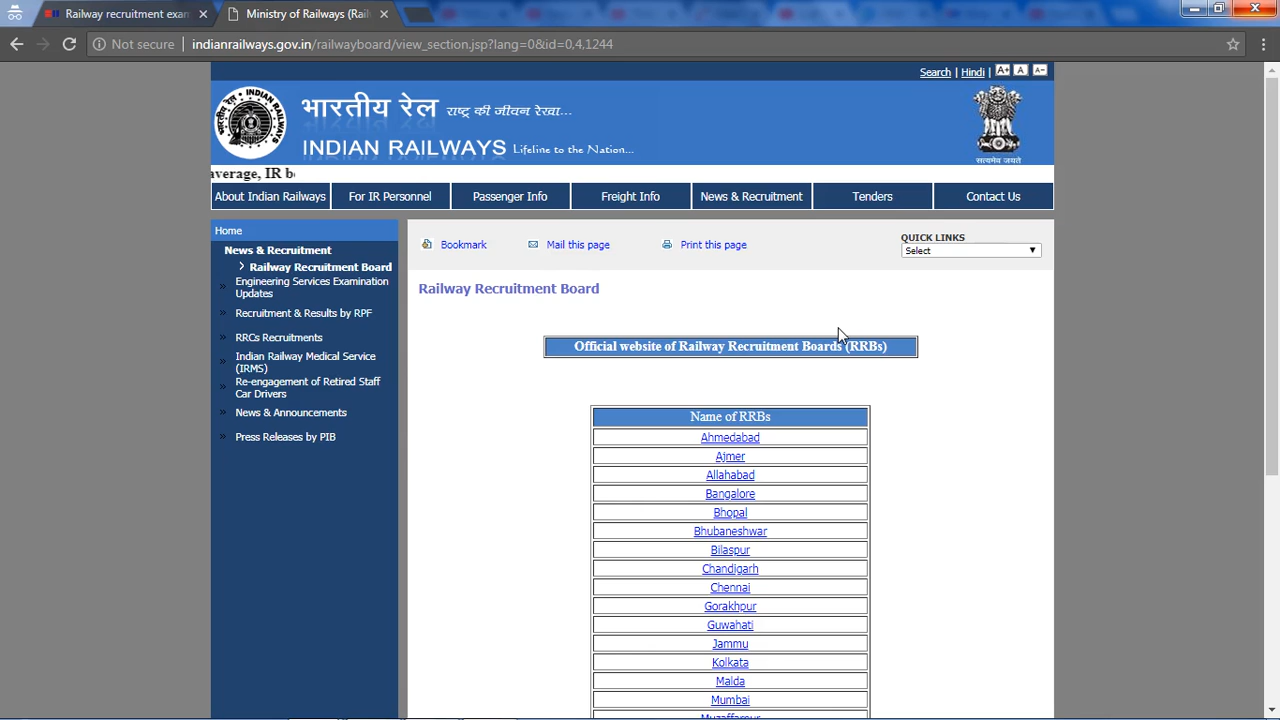 Railway recruitment exan
Ministry of Railways (Rail
Not secure
indianrailways.gov.in/railwayboard/view_section.jsp?lang=0&id=0,4,1244
Search | Hindi | A+ A A-
भारतीय रेल राष्ट्र की जीवन रेखा...
INDIAN RAILWAYS Lifeline to the Nation...
INDIAN RAILWAYS
भारतीय रेल
सत्यमेव जयते
average, IR be
About Indian Railways
For IR Personnel
Passenger Info
Freight Info
News & Recruitment
Tenders
Contact Us
Home
News & Recruitment
Railway Recruitment Board
Engineering Services Examination
Updates
Recruitment & Results by RPF
RRCs Recruitments
Indian Railway Medical Service
(IRMS)
Re-engagement of Retired Staff
Car Drivers
News & Announcements
Press Releases by PIB
Bookmark
Mail this page
Print this page
QUICK LINKS
Select
Railway Recruitment Board
Official website of Railway Recruitment Boards (RRBs)
Name of RRBs
Ahmedabad
Ajmer
Allahabad
Bangalore
Bhopal
Bhubaneshwar
Bilaspur
Chandigarh
Chennai
Gorakhpur
Guwahati
Jammu
Kolkata
Malda
Mumbai
Muzaffarpur